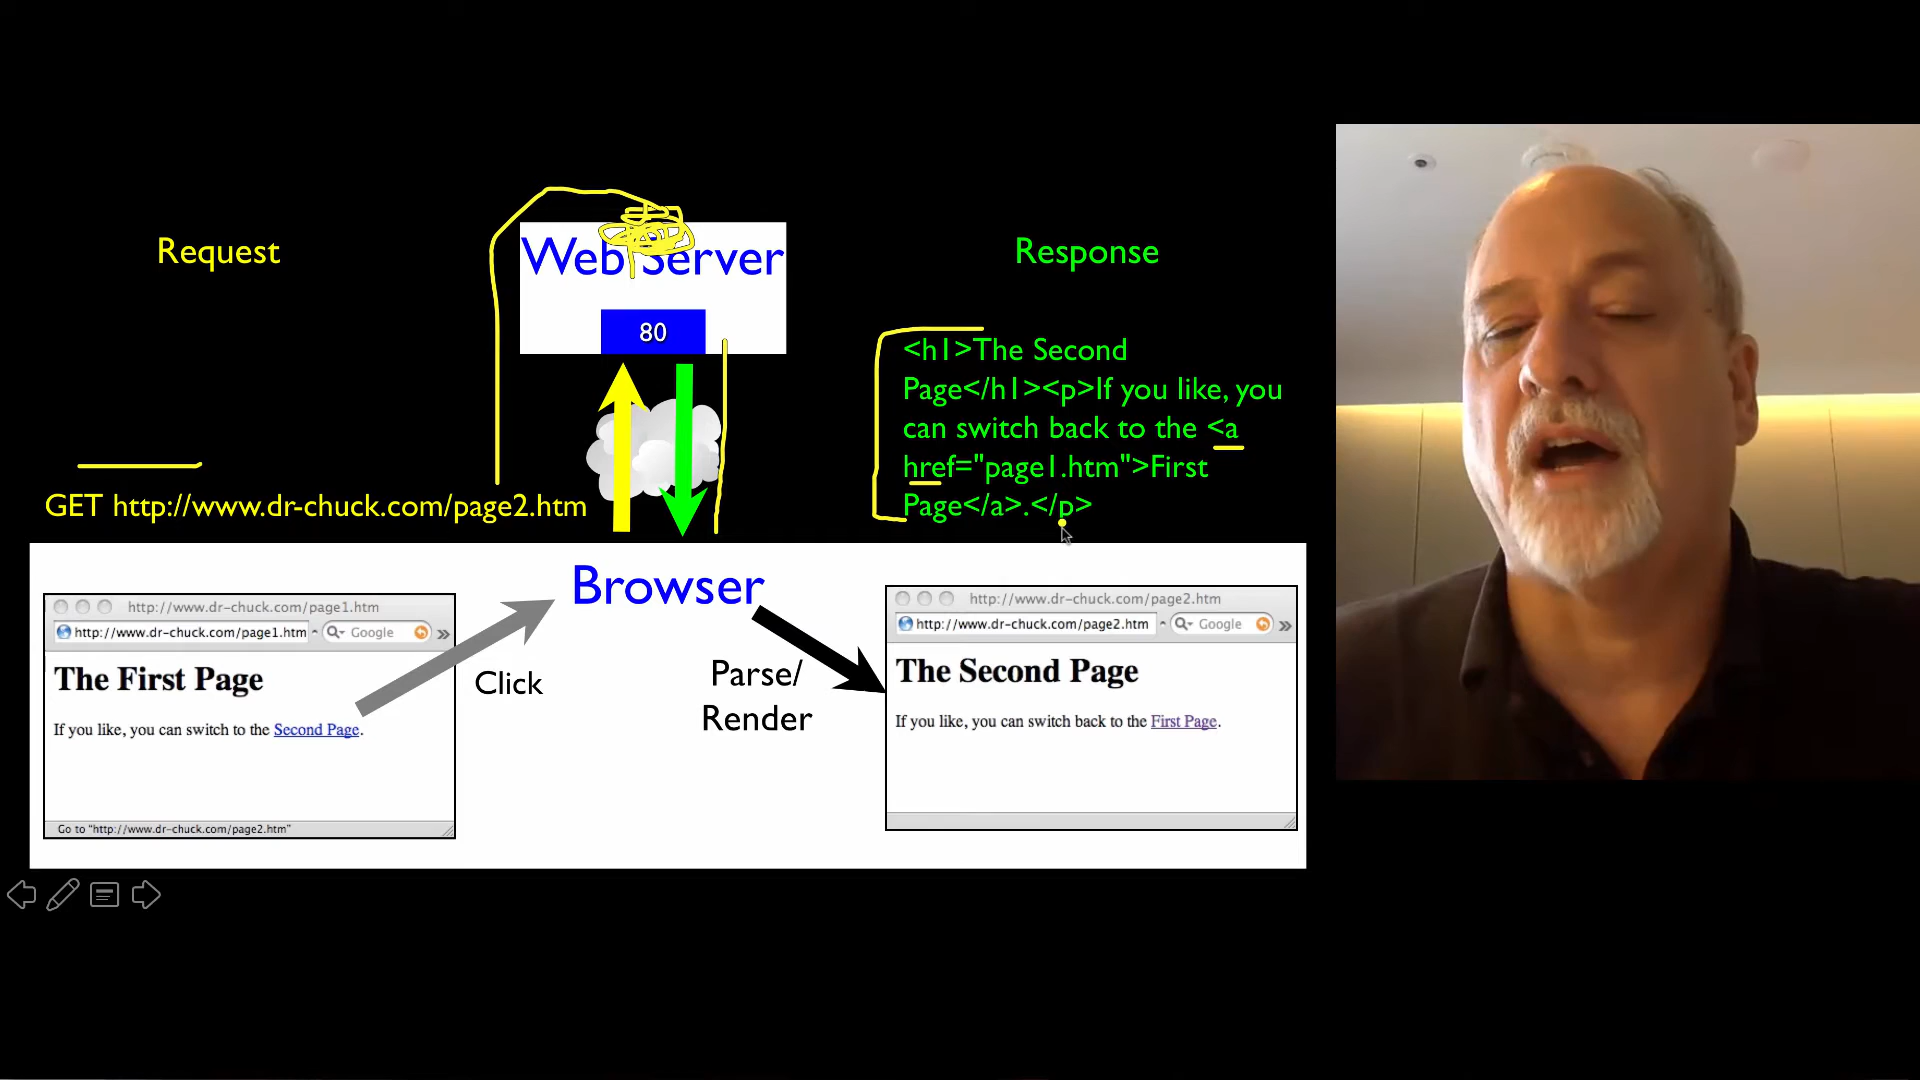 Request
Web Server
Response
80
<h1>The Second
Page</h1><p>If you like, you
can switch back to the <a
href="page1.htm">First
Page</a>.</p>
GET http://www.dr-chuck.com/page2.htm
Browser
http://www.dr-chuck.com/page1.htm
http://www.dr-chuck.com/page1.htm
Google
The First Page
If you like, you can switch to the Second Page.
Go to "http://www.dr-chuck.com/page2.htm"
Click
Parse/
Render
http://www.dr-chuck.com/page2.htm
http://www.dr-chuck.com/page2.htm
Google
The Second Page
If you like, you can switch back to the First Page.